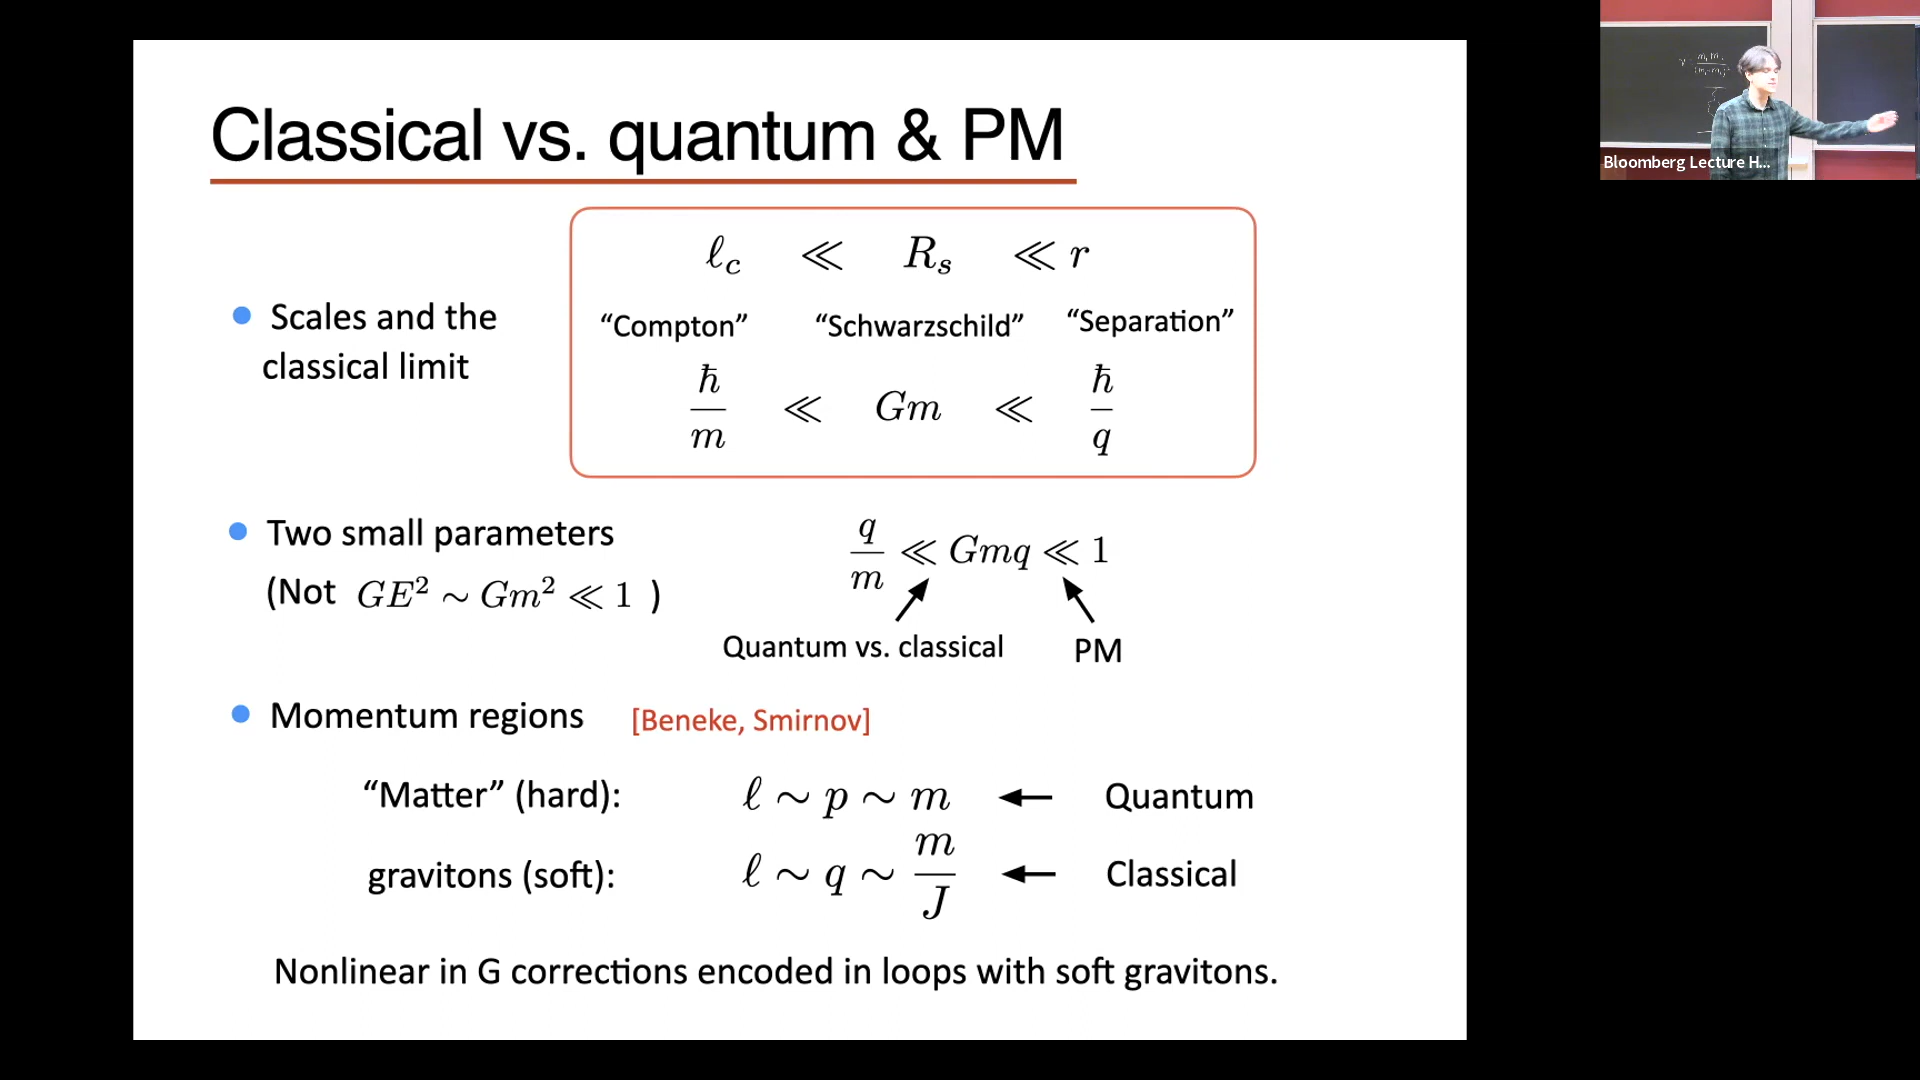 Classical vs. quantum & PM
ℓ_c ≪ R_s ≪ r
“Compton” “Schwarzschild” “Separation”
ħ/m ≪ Gm ≪ ħ/q
● Scales and the
classical limit
● Two small parameters
(Not GE² ~ Gm² ≪ 1 )
q/m ≪ Gmq ≪ 1
Quantum vs. classical PM
● Momentum regions [Beneke, Smirnov]
“Matter” (hard): ℓ ~ p ~ m ← Quantum
gravitons (soft): ℓ ~ q ~ m/J ← Classical
Nonlinear in G corrections encoded in loops with soft gravitons.
Bloomberg Lecture H...